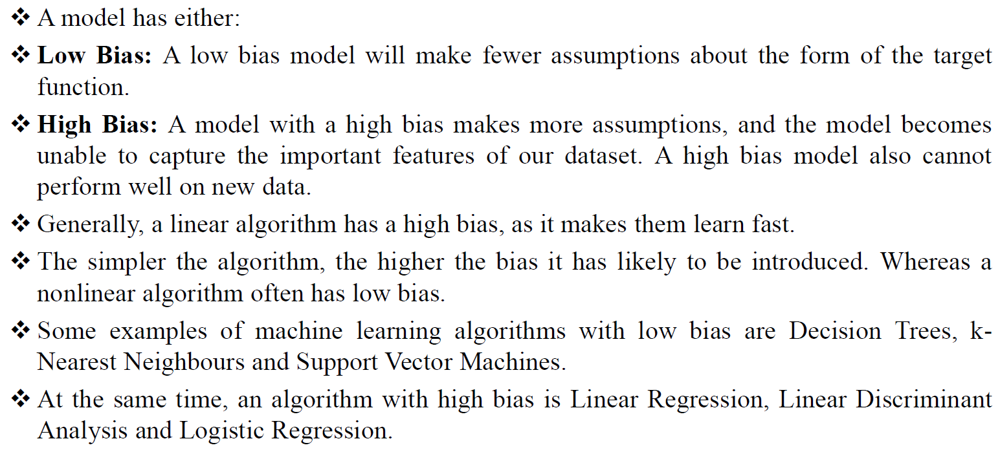 ❖ A model has either:
❖ Low Bias: A low bias model will make fewer assumptions about the form of the target
function.
❖ High Bias: A model with a high bias makes more assumptions, and the model becomes
unable to capture the important features of our dataset. A high bias model also cannot
perform well on new data.
❖ Generally, a linear algorithm has a high bias, as it makes them learn fast.
❖ The simpler the algorithm, the higher the bias it has likely to be introduced. Whereas a
nonlinear algorithm often has low bias.
❖ Some examples of machine learning algorithms with low bias are Decision Trees, k-
Nearest Neighbours and Support Vector Machines.
❖ At the same time, an algorithm with high bias is Linear Regression, Linear Discriminant
Analysis and Logistic Regression.